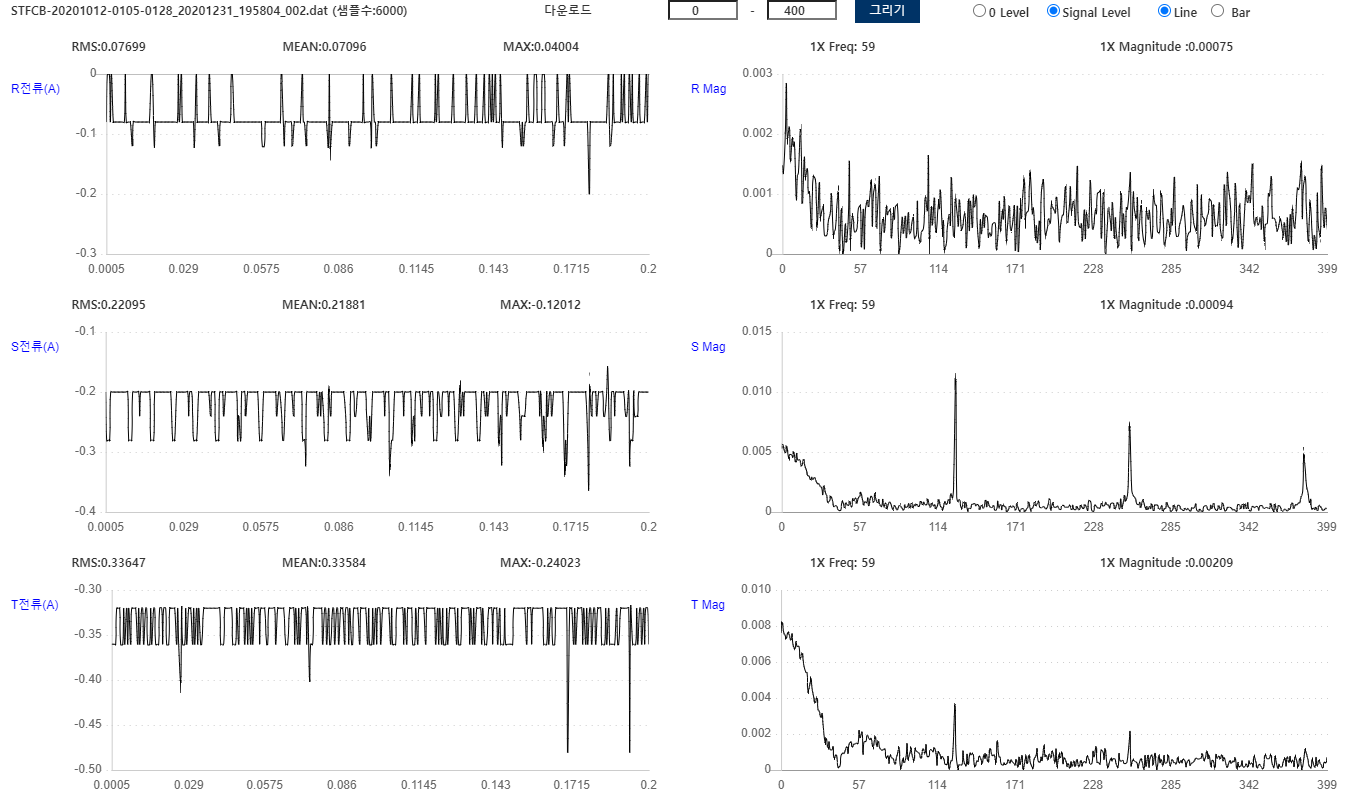 STFCB-20201012-0105-0128_20201231_195804_002.dat (샘플수:6000) 다운로드 0 - 400 그리기 0 Level Signal Level Line Bar
RMS:0.07699 MEAN:0.07096 MAX:0.04004 1X Freq: 59 1X Magnitude :0.00075
R전류(A)
0
-0.1
-0.2
-0.3
0.0005 0.029 0.0575 0.086 0.1145 0.143 0.1715 0.2
R Mag
0.003
0.002
0.001
0
0 57 114 171 228 285 342 399
RMS:0.22095 MEAN:0.21881 MAX:-0.12012 1X Freq: 59 1X Magnitude :0.00094
S전류(A)
-0.1
-0.2
-0.3
-0.4
0.0005 0.029 0.0575 0.086 0.1145 0.143 0.1715 0.2
S Mag
0.015
0.010
0.005
0
0 57 114 171 228 285 342 399
RMS:0.33647 MEAN:0.33584 MAX:-0.24023 1X Freq: 59 1X Magnitude :0.00209
T전류(A)
-0.30
-0.35
-0.40
-0.45
-0.50
0.0005 0.029 0.0575 0.086 0.1145 0.143 0.1715 0.2
T Mag
0.010
0.008
0.006
0.004
0.002
0
0 57 114 171 228 285 342 399